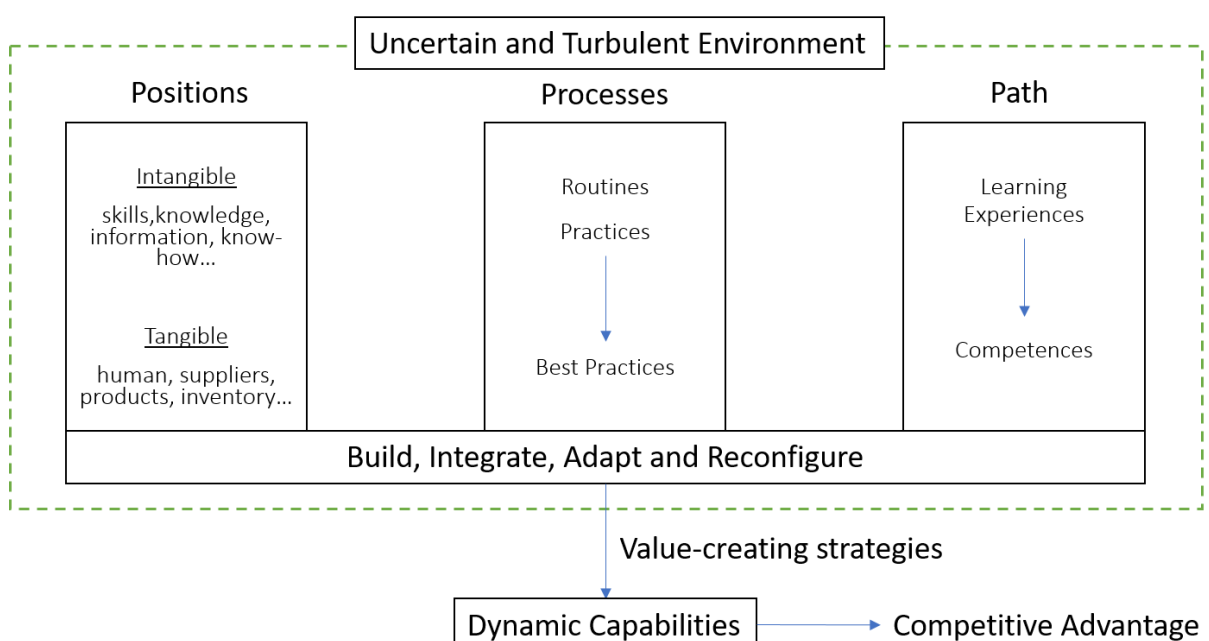 Uncertain and Turbulent Environment
Positions
Processes
Path
Intangible
skills,knowledge,
information, know-
how...
Tangible
human, suppliers,
products, inventory...
Routines
Practices
Best Practices
Learning
Experiences
Competences
Build, Integrate, Adapt and Reconfigure
Value-creating strategies
Dynamic Capabilities
Competitive Advantage